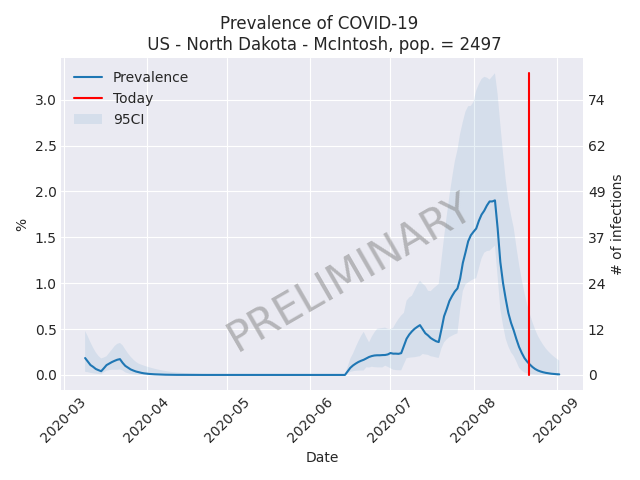 Prevalence of COVID-19
US - North Dakota - McIntosh, pop. = 2497
Prevalence
Today
95CI
3.0
2.5
2.0
1.5
1.0
0.5
0.0
%
74
62
49
37
24
12
0
# of infections
PRELIMINARY
2020-03
2020-04
2020-05
2020-06
2020-07
2020-08
2020-09
Date